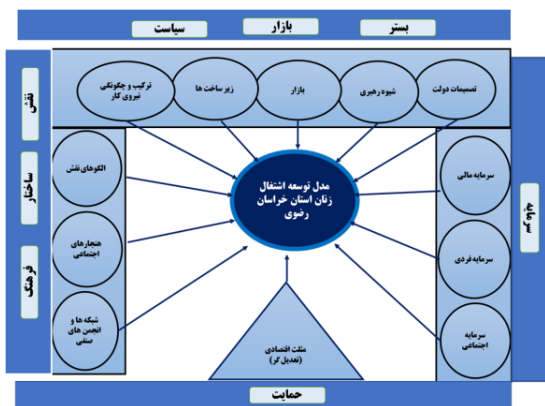 بستر
بازار
سیاست
تصمیمات دولت
شیوه رهبری
بازار
زیر ساخت ها
ترکیب و چگونگی
نیروی کار
سرمایه
سرمایه مالی
سرمایه فردی
سرمایه
اجتماعی
مدل توسعه اشتغال
زنان استان خراسان
رضوی
الگوهای نقش
هنجارهای
اجتماعی
شبکه ها و
انجمن های
صنفی
نقش
ساختار
فرهنگ
مثلث اقتصادی
(تعدیل گر)
حمایت